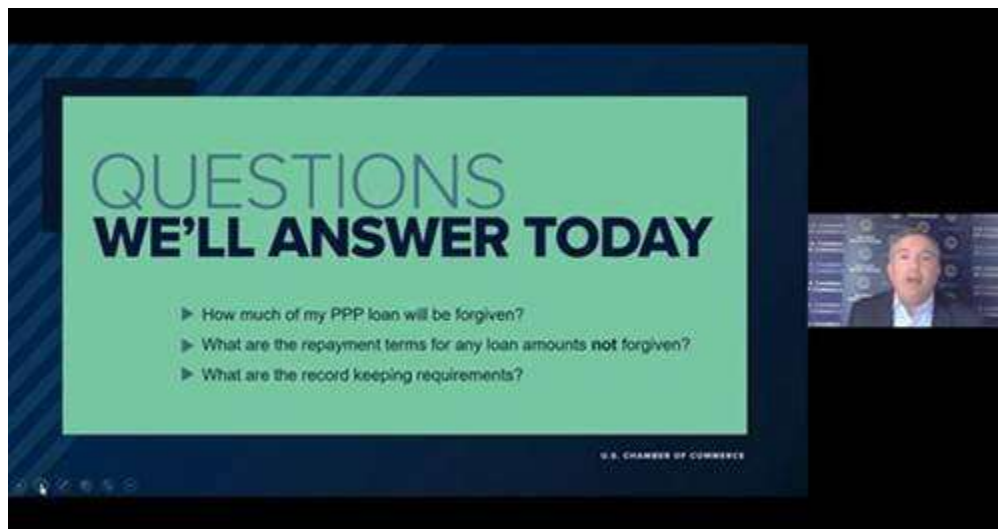 QUESTIONS
WE'LL ANSWER TODAY
How much of my PPP loan will be forgiven?
What are the repayment terms for any loan amounts not forgiven?
What are the record keeping requirements?
U.S. CHAMBER OF COMMERCE